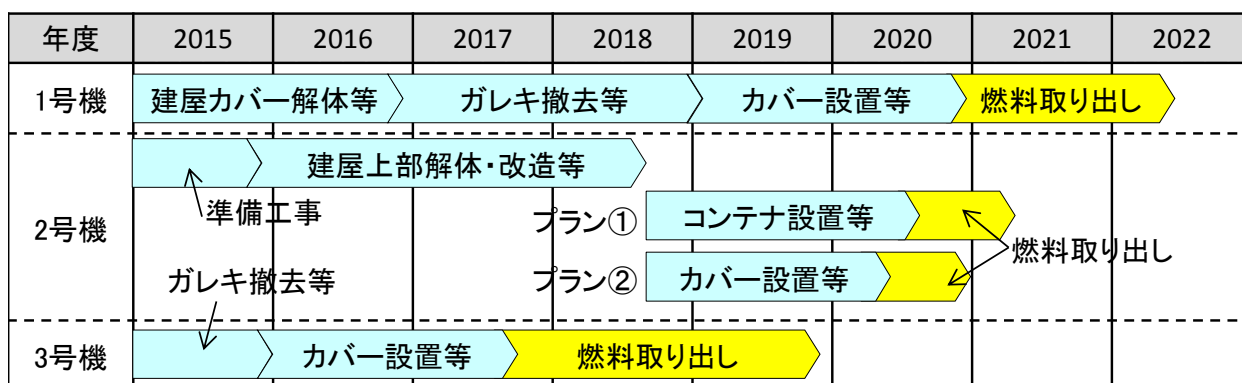 年度 2015 2016 2017 2018 2019 2020 2021 2022
1号機 建屋カバー解体等 ガレキ撤去等 カバー設置等 燃料取り出し
建屋上部解体・改造等
準備工事
2号機 プラン① コンテナ設置等
燃料取り出し
ガレキ撤去等 プラン② カバー設置等
3号機 カバー設置等 燃料取り出し